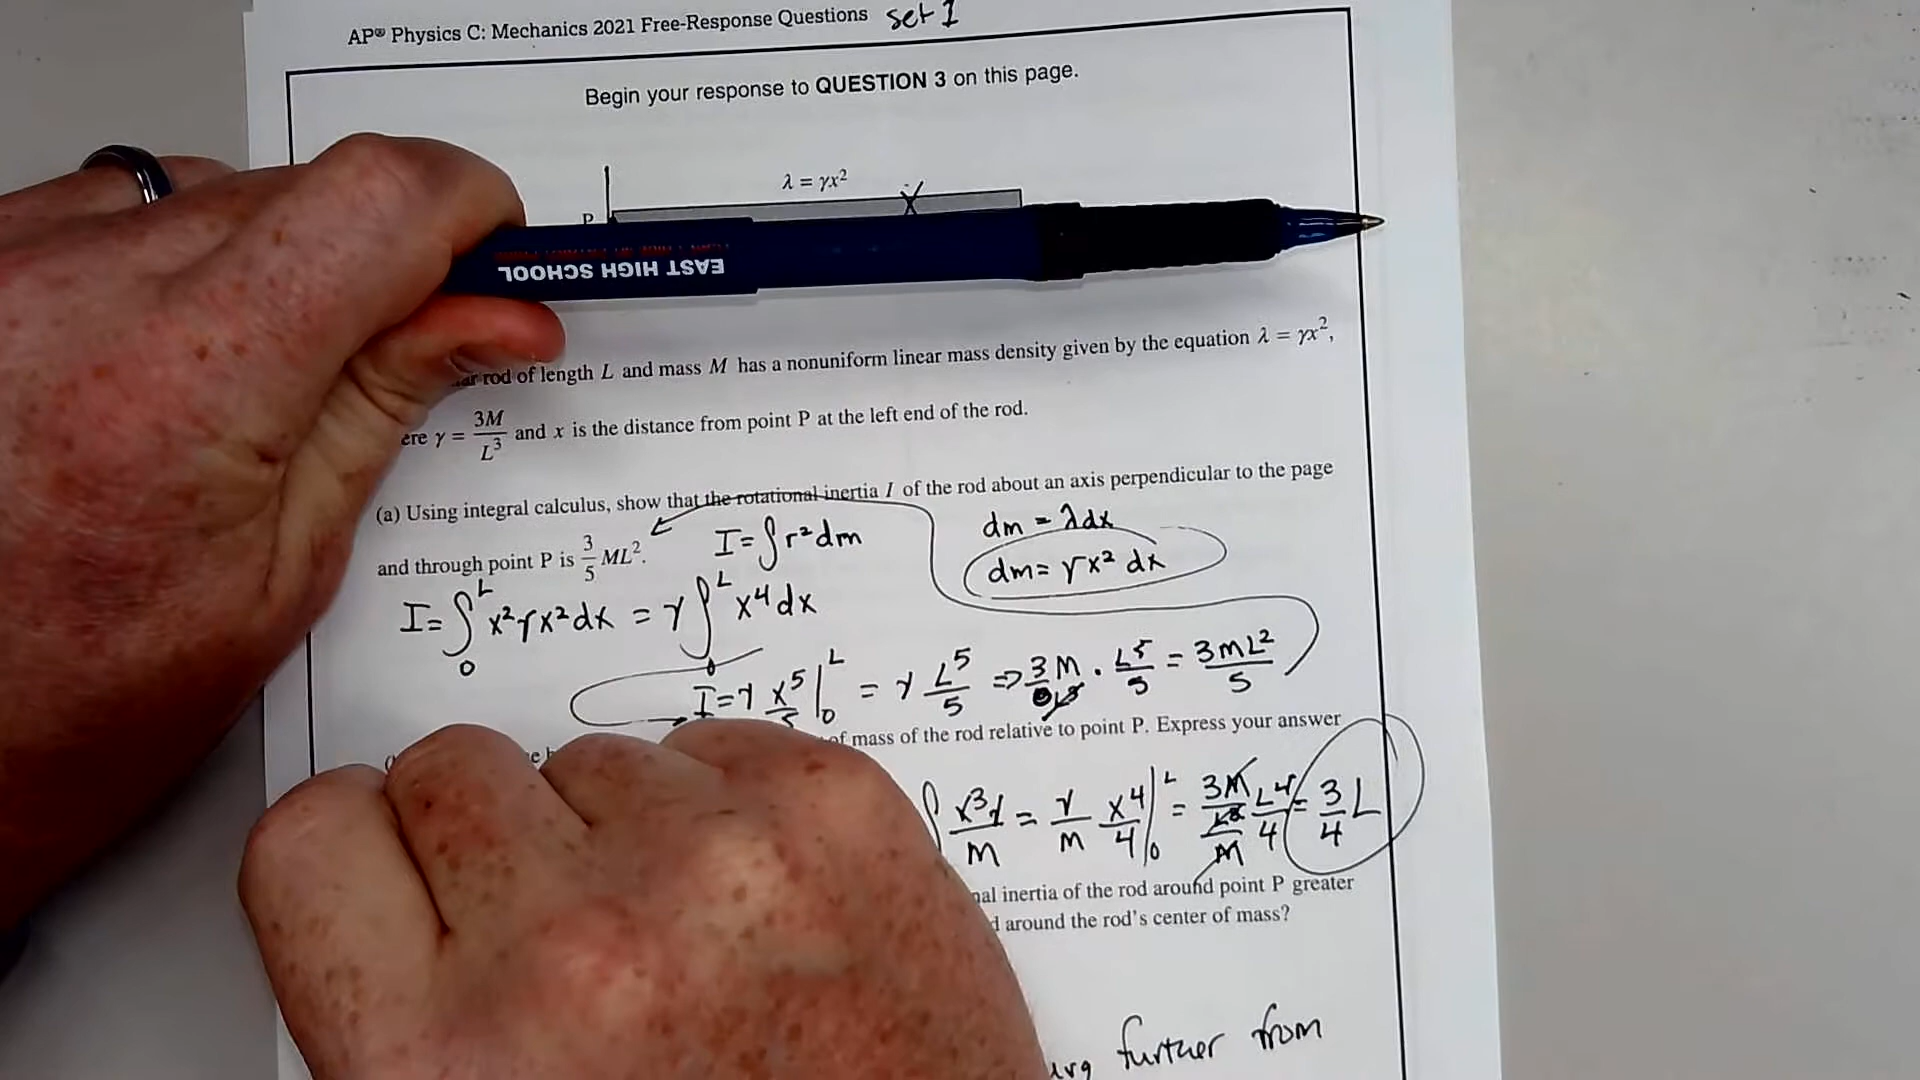 AP® Physics C: Mechanics 2021 Free-Response Questions set 1
Begin your response to QUESTION 3 on this page.
λ = γx²
P
X
EAST HIGH SCHOOL
rod of length L and mass M has a nonuniform linear mass density given by the equation λ = γx²,
ere γ = 3M/L³ and x is the distance from point P at the left end of the rod.
(a) Using integral calculus, show that the rotational inertia I of the rod about an axis perpendicular to the page
and through point P is 3/5 ML².
I = ∫r²dm
dm = λdx
dm = γx² dx
I = ∫₀ᴸ x²γx²dx = γ∫₀ᴸ x⁴dx
I = γ x⁵/5 |₀ᴸ = γ L⁵/5 ⇒ 3M/L³ · L⁵/5 = 3mL²/5
of mass of the rod relative to point P. Express your answer
= γ/m x⁴/4 |₀ᴸ = 3M/L³/M L⁴/4 = 3/4 L
nal inertia of the rod around point P greater
d around the rod's center of mass?
further from